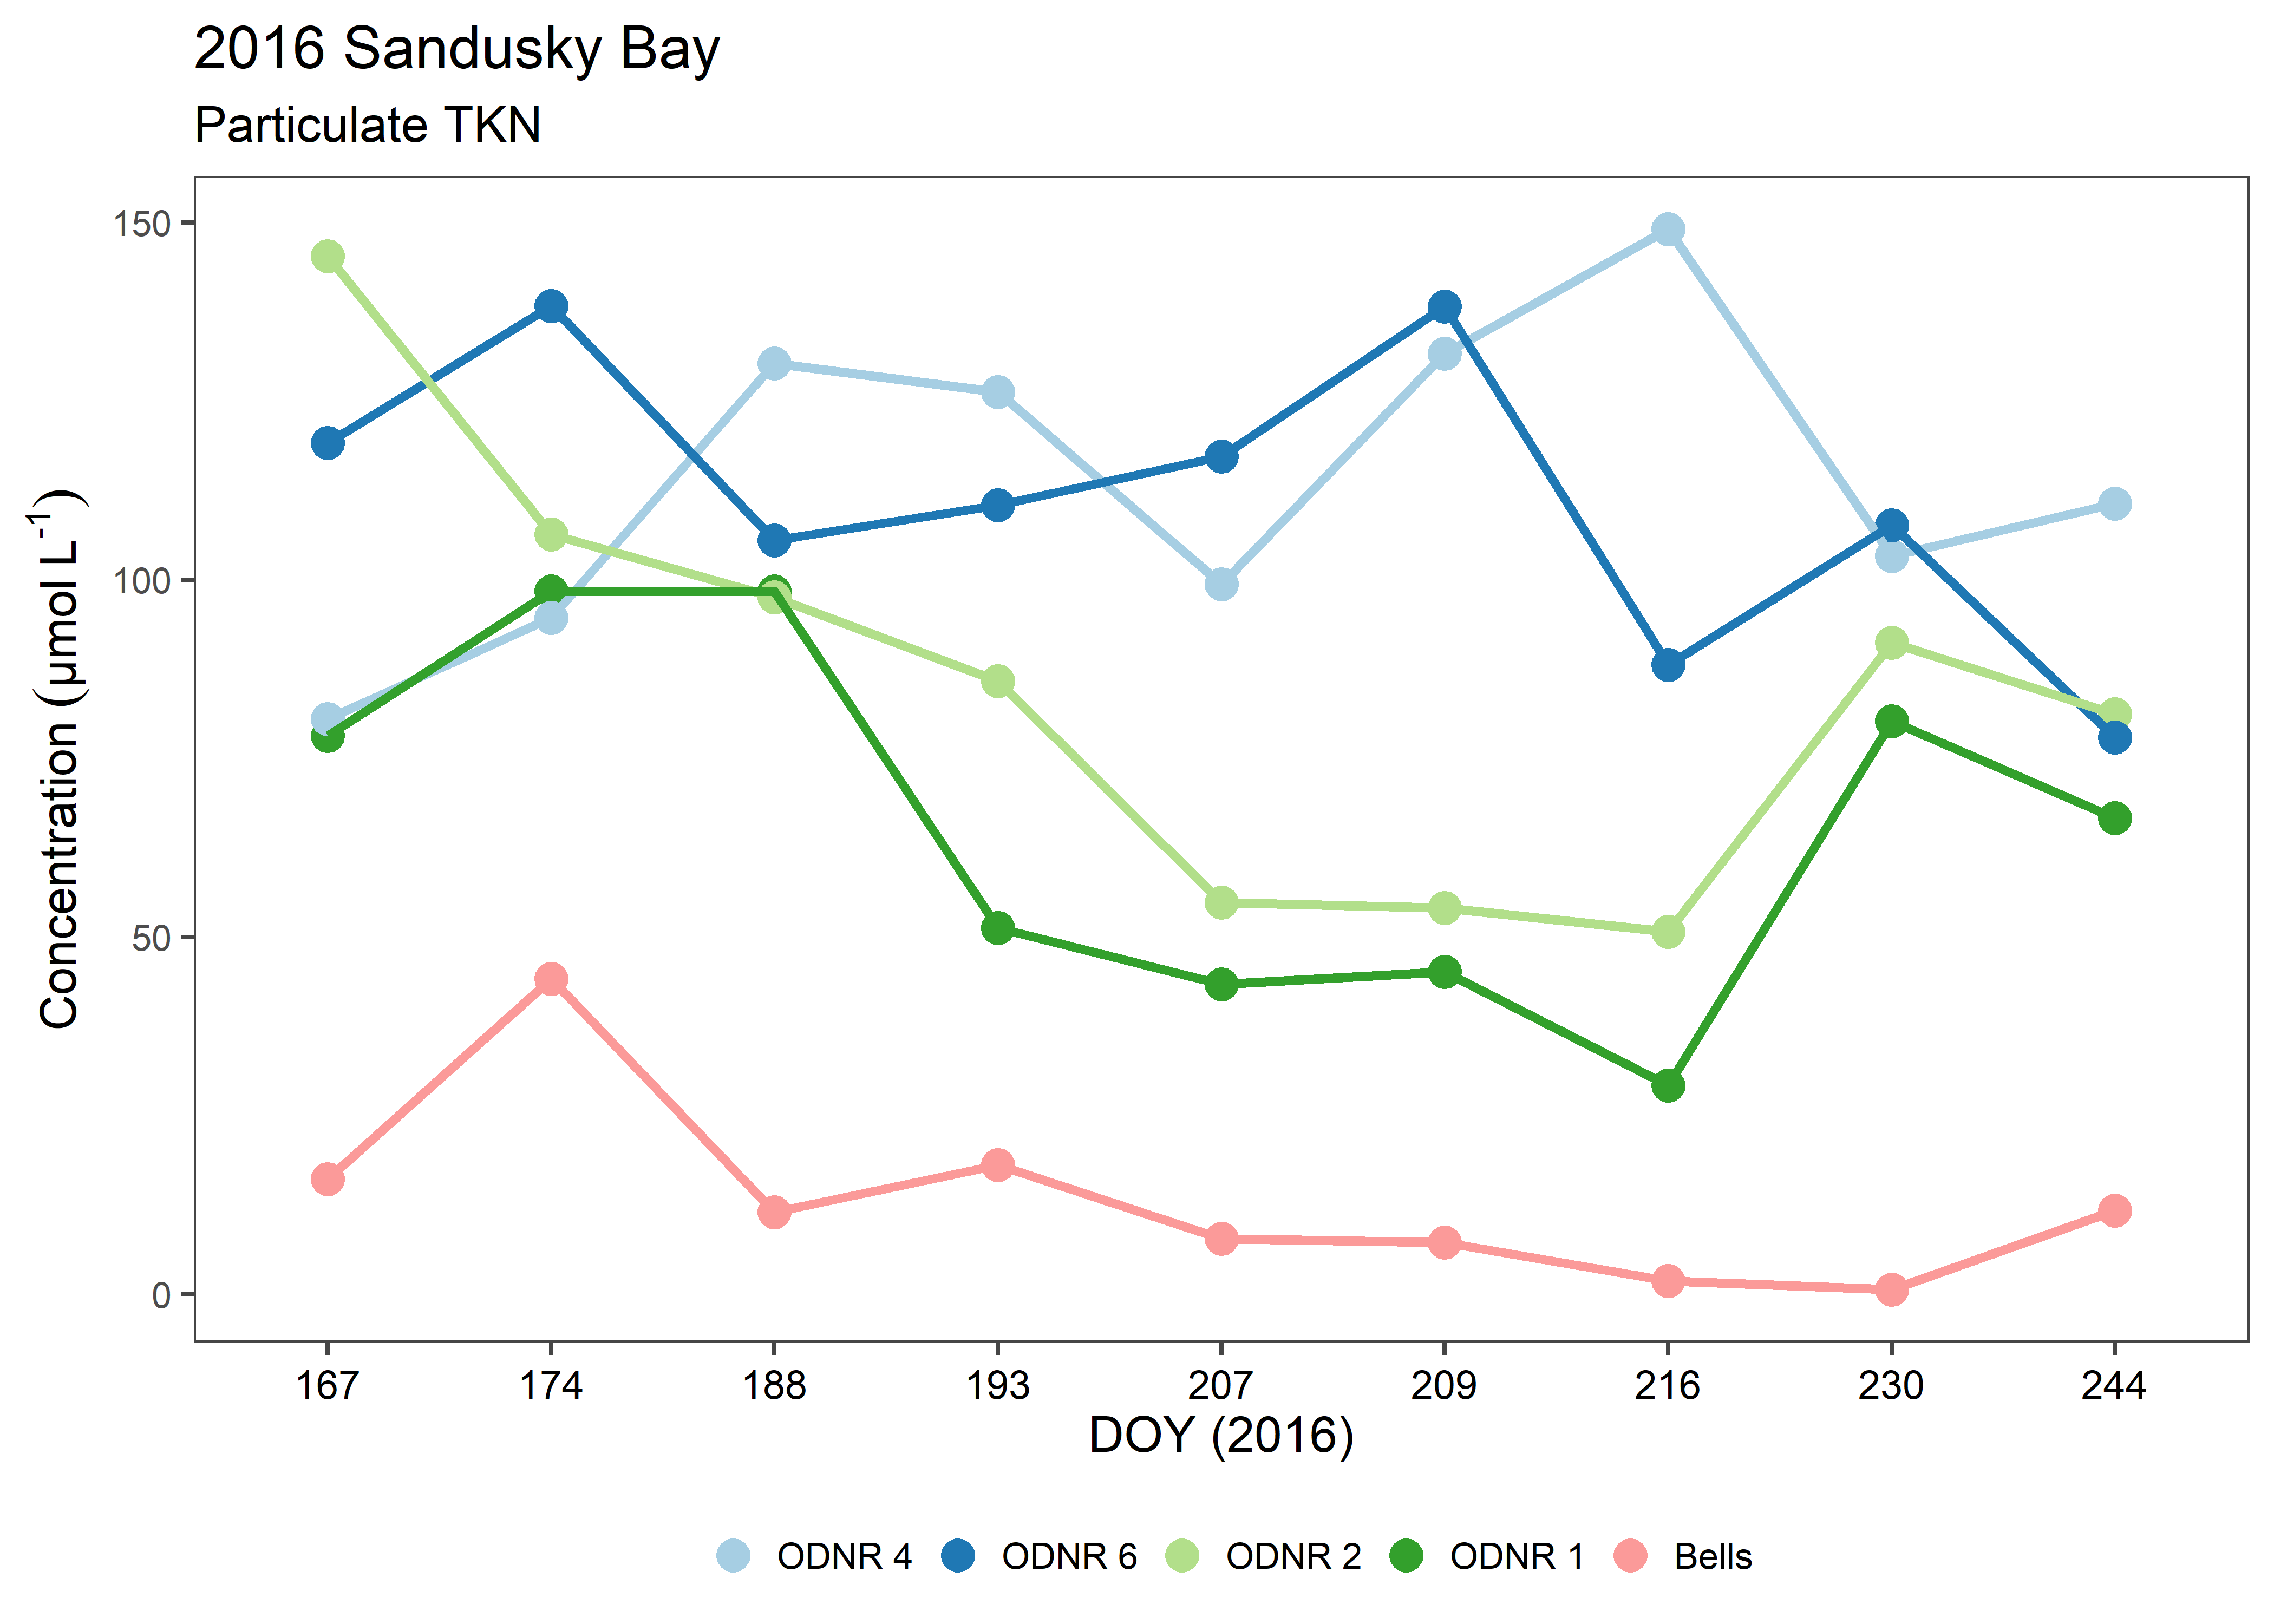 2016 Sandusky Bay
Particulate TKN
Concentration (µmol L⁻¹)
150
100
50
0
167 174 188 193 207 209 216 230 244
DOY (2016)
ODNR 4 ODNR 6 ODNR 2 ODNR 1 Bells